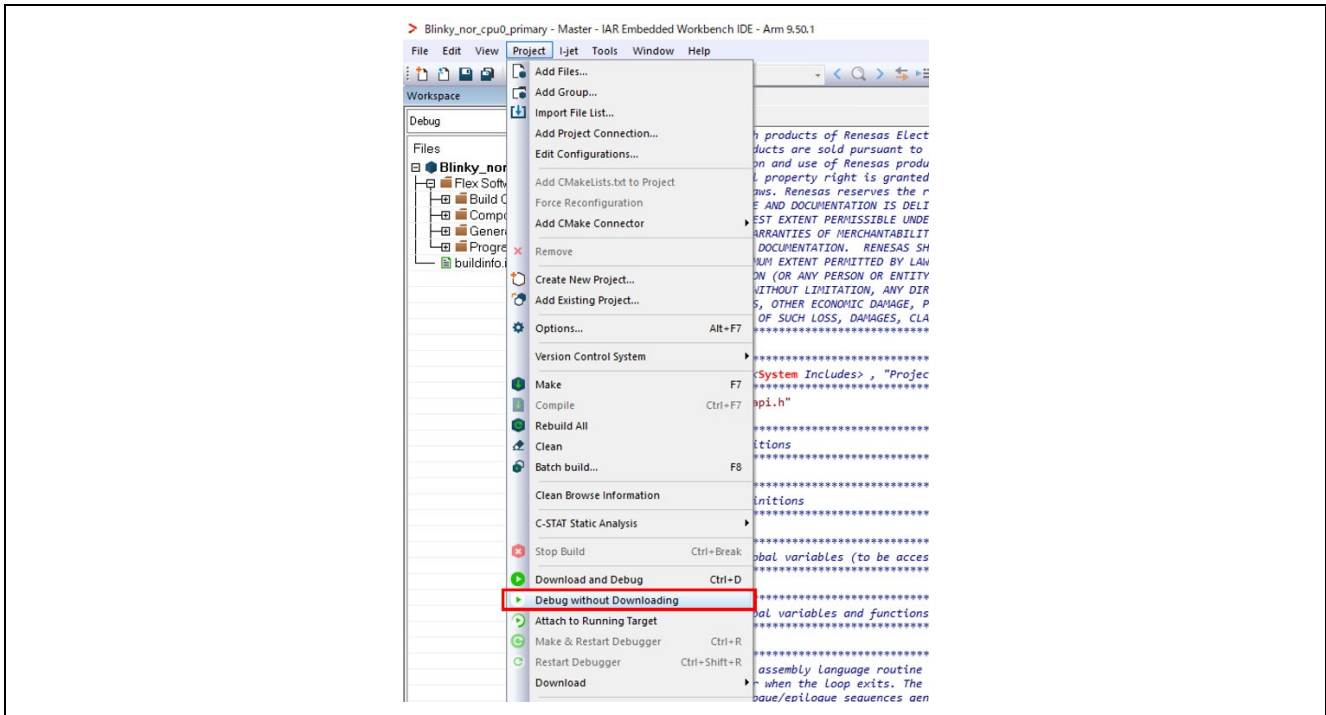 Blinky_nor_cpu0_primary - Master - IAR Embedded Workbench IDE - Arm 9.50.1
File Edit View Project I-jet Tools Window Help
Workspace
Debug
Files
Blinky_nor
Flex Softw
Build C
Compo
Gener
Progre
buildinfo.i
Add Files...
Add Group...
Import File List...
Add Project Connection...
Edit Configurations...
Add CMakeLists.txt to Project
Force Reconfiguration
Add CMake Connector
Remove
Create New Project...
Add Existing Project...
Options... Alt+F7
Version Control System
Make F7
Compile Ctrl+F7
Rebuild All
Clean
Batch build... F8
Clean Browse Information
C-STAT Static Analysis
Stop Build Ctrl+Break
Download and Debug Ctrl+D
Debug without Downloading
Attach to Running Target
Make & Restart Debugger Ctrl+R
Restart Debugger Ctrl+Shift+R
Download
h products of Renesas Elect
ducts are sold pursuant to
on and use of Renesas produ
l property right is granted
aws. Renesas reserves the r
E AND DOCUMENTATION IS DELI
EST EXTENT PERMISSIBLE UNDE
ARRANTIES OF MERCHANTABILIT
DOCUMENTATION. RENESAS SH
MUM EXTENT PERMITTED BY LAW
ON (OR ANY PERSON OR ENTITY
WITHOUT LIMITATION, ANY DIR
S, OTHER ECONOMIC DAMAGE, P
OF SUCH LOSS, DAMAGES, CLA
****************************
****************************
<System Includes> , "Projec
****************************
api.h"
****************************
itions
****************************
****************************
initions
****************************
****************************
obal variables (to be acces
****************************
****************************
bal variables and functions
****************************
****************************
assembly language routine
r when the loop exits. The
ogue/epilogue sequences gen